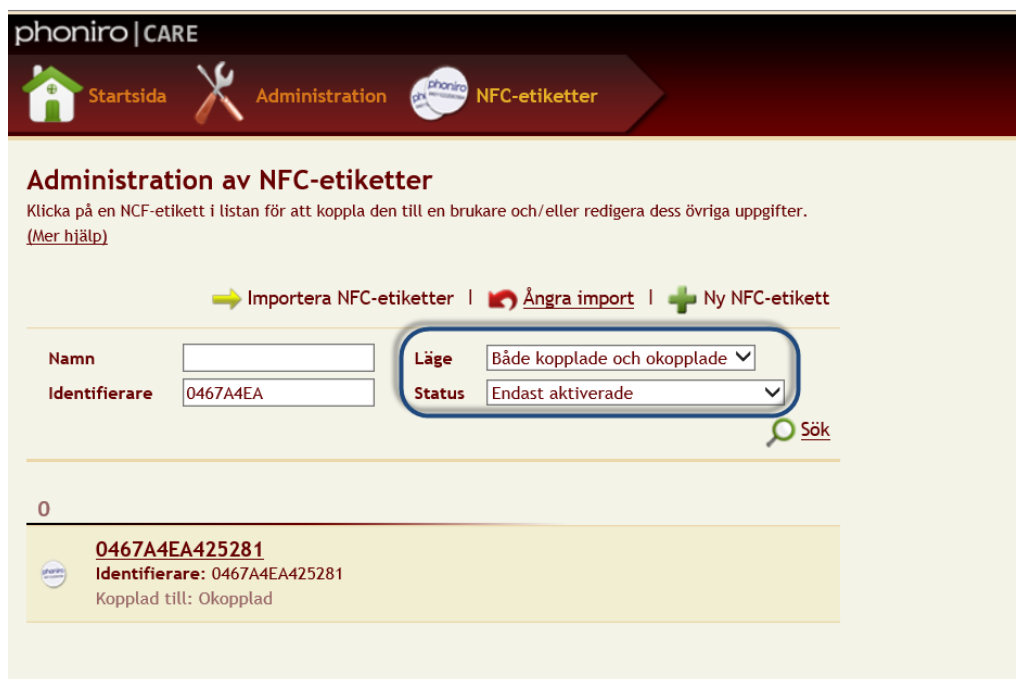 phoniro | CARE
Startsida Administration phoniro NFC-etiketter
Administration av NFC-etiketter
Klicka på en NCF-etikett i listan för att koppla den till en brukare och/eller redigera dess övriga uppgifter.
(Mer hjälp)
Importera NFC-etiketter | Ångra import | Ny NFC-etikett
Namn Läge Både kopplade och okopplade
Identifierare 0467A4EA Status Endast aktiverade
Sök
0
0467A4EA425281
Identifierare: 0467A4EA425281
Kopplad till: Okopplad